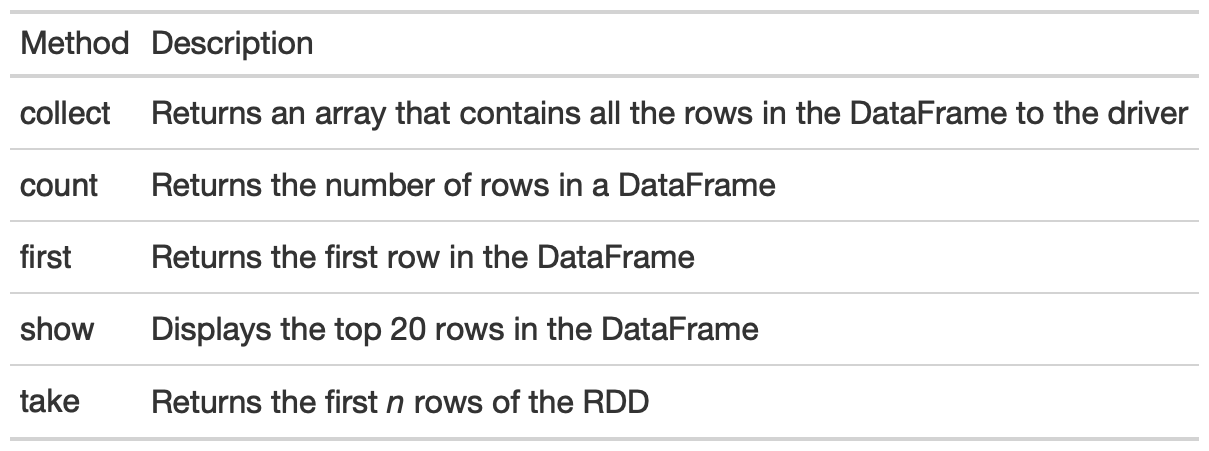 Method Description
collect Returns an array that contains all the rows in the DataFrame to the driver
count Returns the number of rows in a DataFrame
first Returns the first row in the DataFrame
show Displays the top 20 rows in the DataFrame
take Returns the first n rows of the RDD